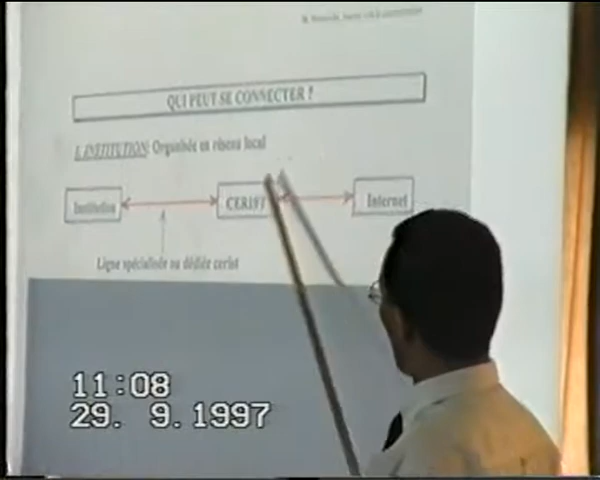 QUI PEUT SE CONNECTER ?
I. INSTITUTION: Organisée en réseau local
Institution CERIST Internet
Ligne spécialisée ou dédiée cerist
11:08
29. 9.1997